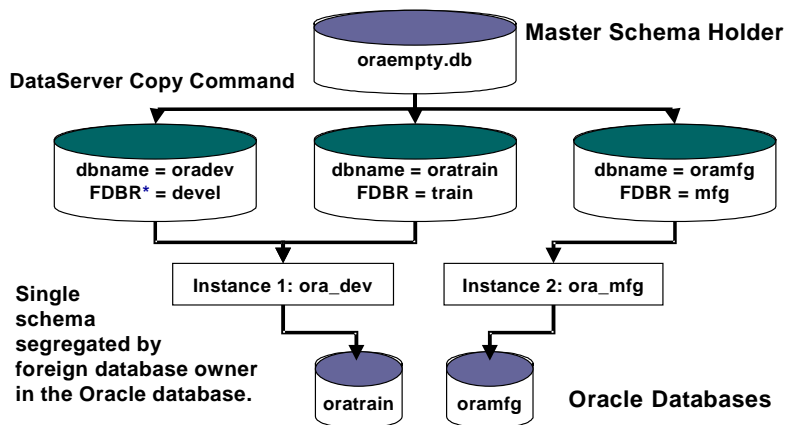 Master Schema Holder
oraempty.db
DataServer Copy Command
dbname = oradev
FDBR* = devel
dbname = oratrain
FDBR = train
dbname = oramfg
FDBR = mfg
Instance 1: ora_dev
Instance 2: ora_mfg
Single
schema
segregated by
foreign database owner
in the Oracle database.
oratrain
oramfg
Oracle Databases